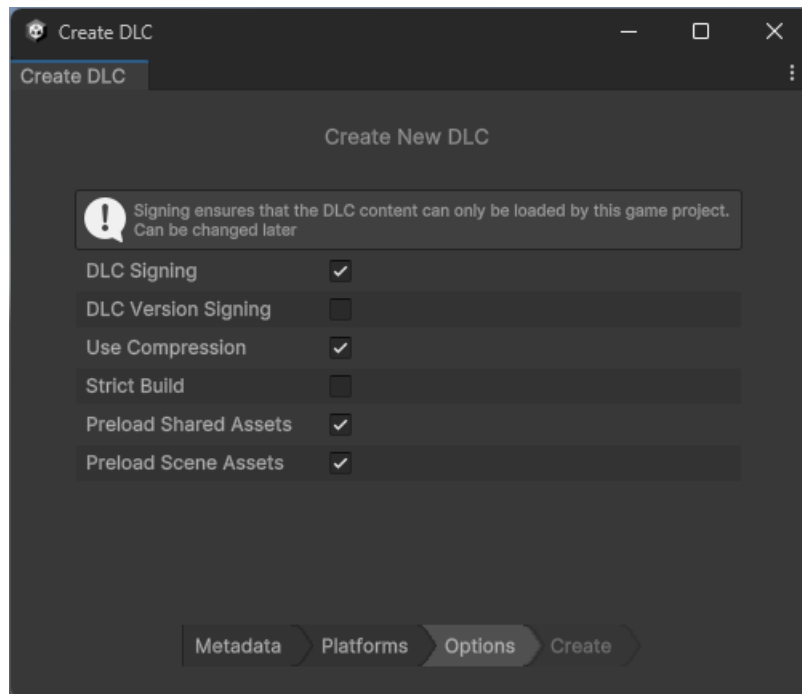 Create DLC
Create DLC
Create New DLC
Signing ensures that the DLC content can only be loaded by this game project.
Can be changed later
DLC Signing
DLC Version Signing
Use Compression
Strict Build
Preload Shared Assets
Preload Scene Assets
Metadata Platforms Options Create